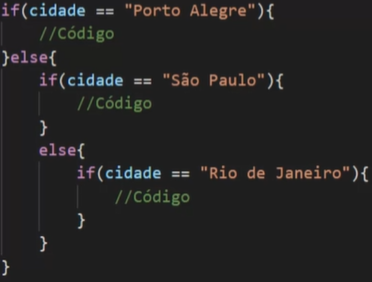 if(cidade == "Porto Alegre"){
    //Código
}else{
    if(cidade == "São Paulo"){
        //Código
    }
    else{
        if(cidade == "Rio de Janeiro"){
            //Código
        }
    }
}